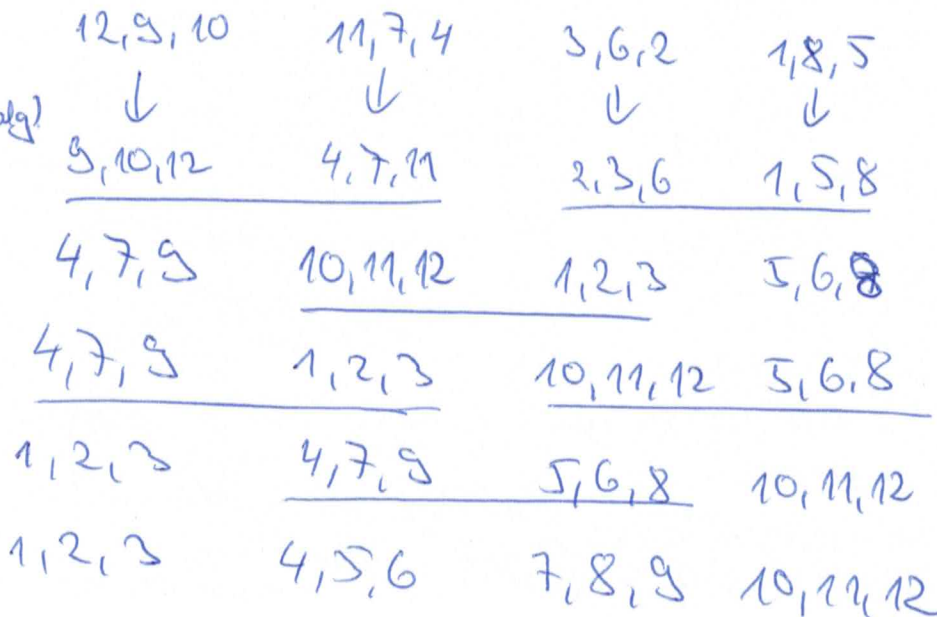 12, 9, 10 11, 7, 4 3, 6, 2 1, 8, 5
↓ ↓ ↓ ↓
9, 10, 12 4, 7, 11 2, 3, 6 1, 5, 8
4, 7, 9 10, 11, 12 1, 2, 3 5, 6, 8
4, 7, 9 1, 2, 3 10, 11, 12 5, 6, 8
1, 2, 3 4, 7, 9 5, 6, 8 10, 11, 12
1, 2, 3 4, 5, 6 7, 8, 9 10, 11, 12